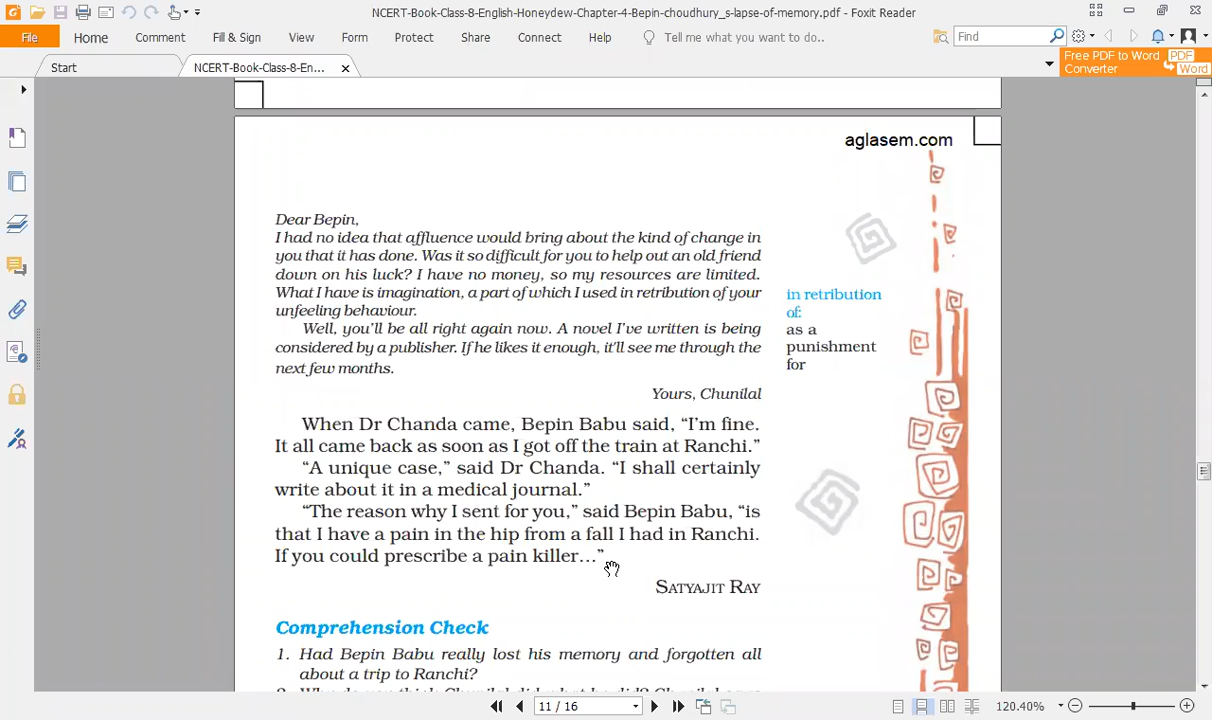 NCERT-Book-Class-8-English-Honeydew-Chapter-4-Bepin-choudhury_s-lapse-of-memory.pdf - Foxit Reader
File Home Comment Fill & Sign View Form Protect Share Connect Help Tell me what you want to do.. Find
Start NCERT-Book-Class-8-En...
Free PDF to Word Converter
PDF
Word
aglasem.com
Dear Bepin,
I had no idea that affluence would bring about the kind of change in
you that it has done. Was it so difficult for you to help out an old friend
down on his luck? I have no money, so my resources are limited.
What I have is imagination, a part of which I used in retribution of your
unfeeling behaviour.
Well, you'll be all right again now. A novel I've written is being
considered by a publisher. If he likes it enough, it'll see me through the
next few months.
Yours, Chunilal
in retribution
of:
as a
punishment
for
When Dr Chanda came, Bepin Babu said, “I'm fine.
It all came back as soon as I got off the train at Ranchi.”
“A unique case,” said Dr Chanda. “I shall certainly
write about it in a medical journal.”
“The reason why I sent for you,” said Bepin Babu, “is
that I have a pain in the hip from a fall I had in Ranchi.
If you could prescribe a pain killer...”
SATYAJIT RAY
Comprehension Check
1. Had Bepin Babu really lost his memory and forgotten all
about a trip to Ranchi?
11 / 16
120.40%